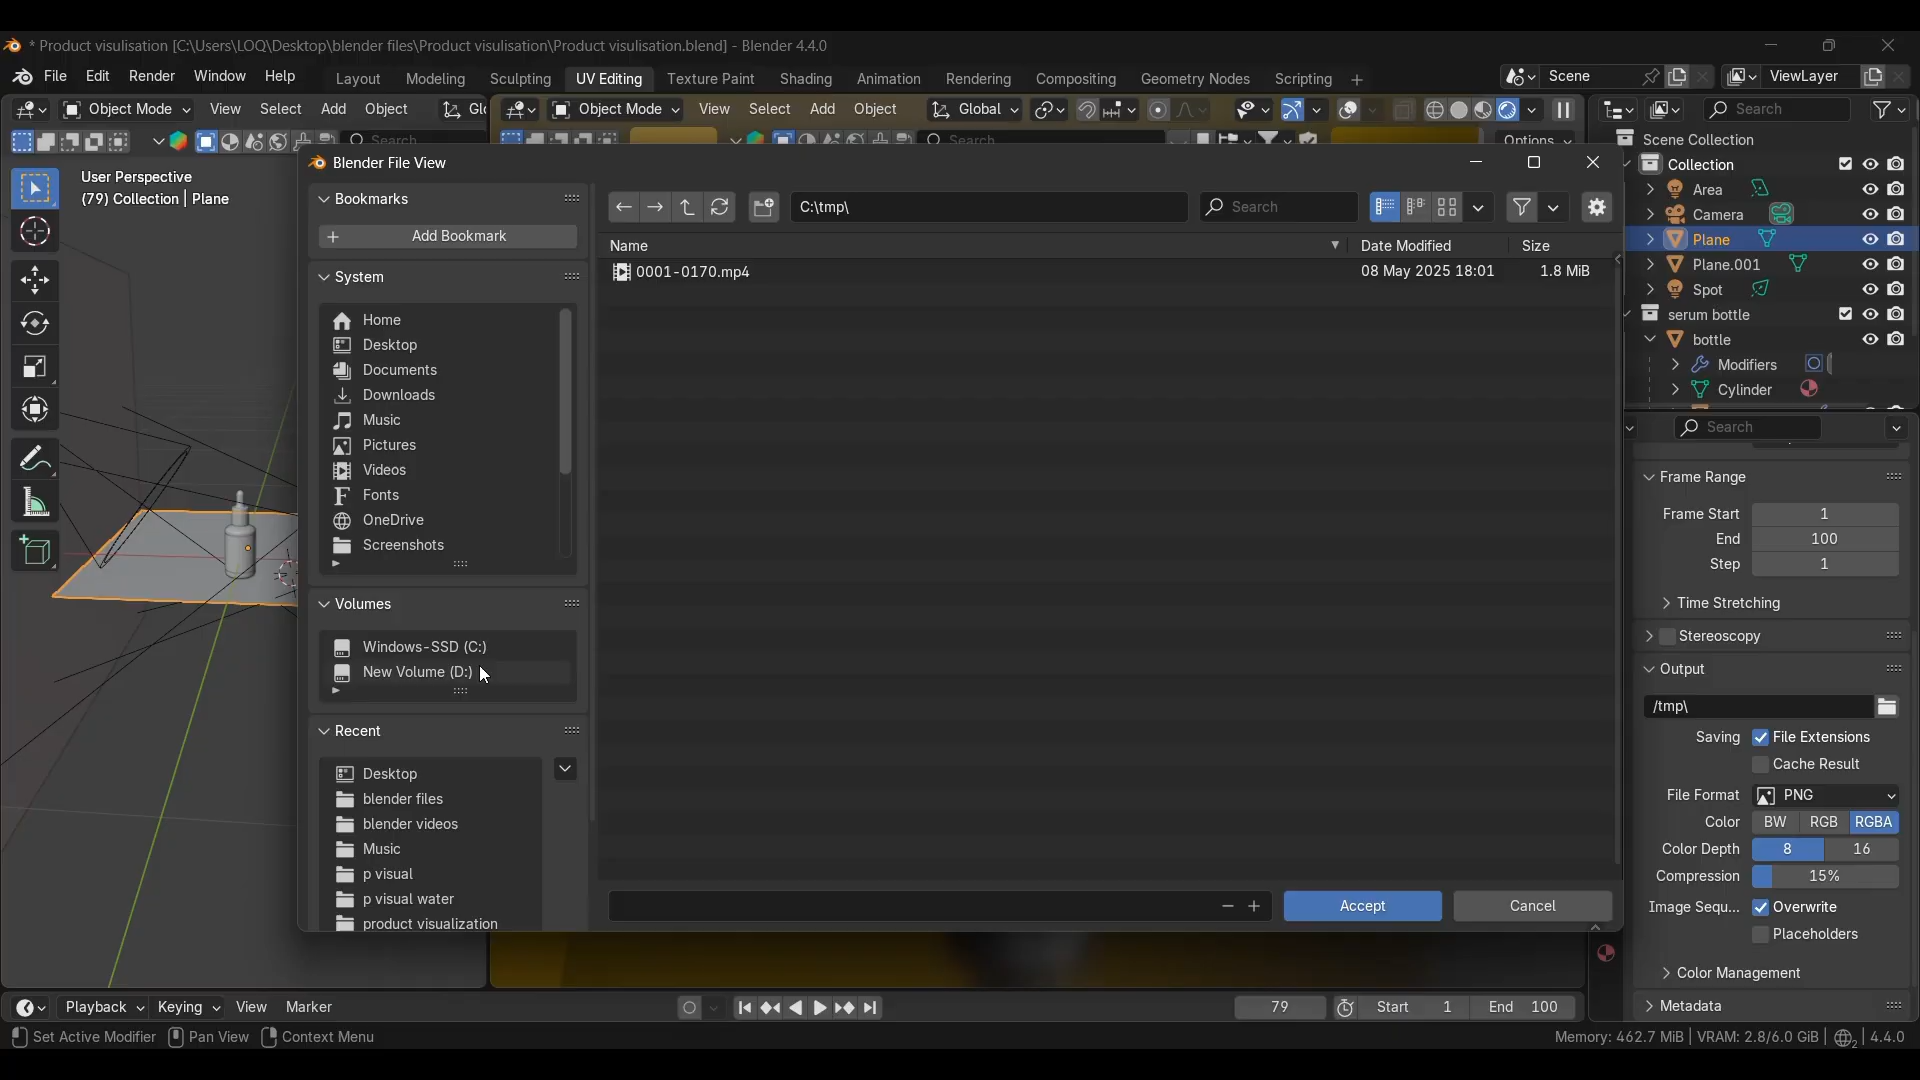 * Product visulisation [C:\Users\LOQ\Desktop\blender files\Product visulisation\Product visulisation.blend] - Blender 4.4.0
File Edit Render Window Help Layout Modeling Sculpting UV Editing Texture Paint Shading Animation Rendering Compositing Geometry Nodes Scripting + Scene ViewLayer
Object Mode View Select Add Object Object Mode View Select Add Object Global Search
Search Search Options
User Perspective
(79) Collection | Plane
Blender File View
Bookmarks
Add Bookmark
System
Home
Desktop
Documents
Downloads
Music
Pictures
Videos
Fonts
OneDrive
Screenshots
Volumes
Windows-SSD (C:)
New Volume (D:)
Recent
Desktop
blender files
blender videos
Music
p visual
p visual water
product visualization
C:\tmp\ Search
Name Date Modified Size
0001-0170.mp4 08 May 2025 18:01 1.8 MiB
Accept Cancel
Scene Collection
Collection
Area
Camera
Plane
Plane.001
Spot
serum bottle
bottle
Modifiers
Cylinder
Search
Frame Range
Frame Start 1
End 100
Step 1
Time Stretching
Stereoscopy
Output
/tmp\
Saving File Extensions
Cache Result
File Format PNG
Color BW RGB RGBA
Color Depth 8 16
Compression 15%
Image Sequ... Overwrite
Placeholders
Color Management
Metadata
Playback Keying View Marker 79 Start 1 End 100
Set Active Modifier Pan View Context Menu Memory: 462.7 MiB | VRAM: 2.8/6.0 GiB | 2 | 4.4.0